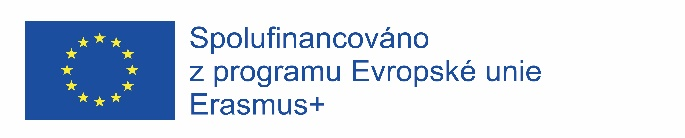 Spolufinancováno
z programu Evropské unie
Erasmus+